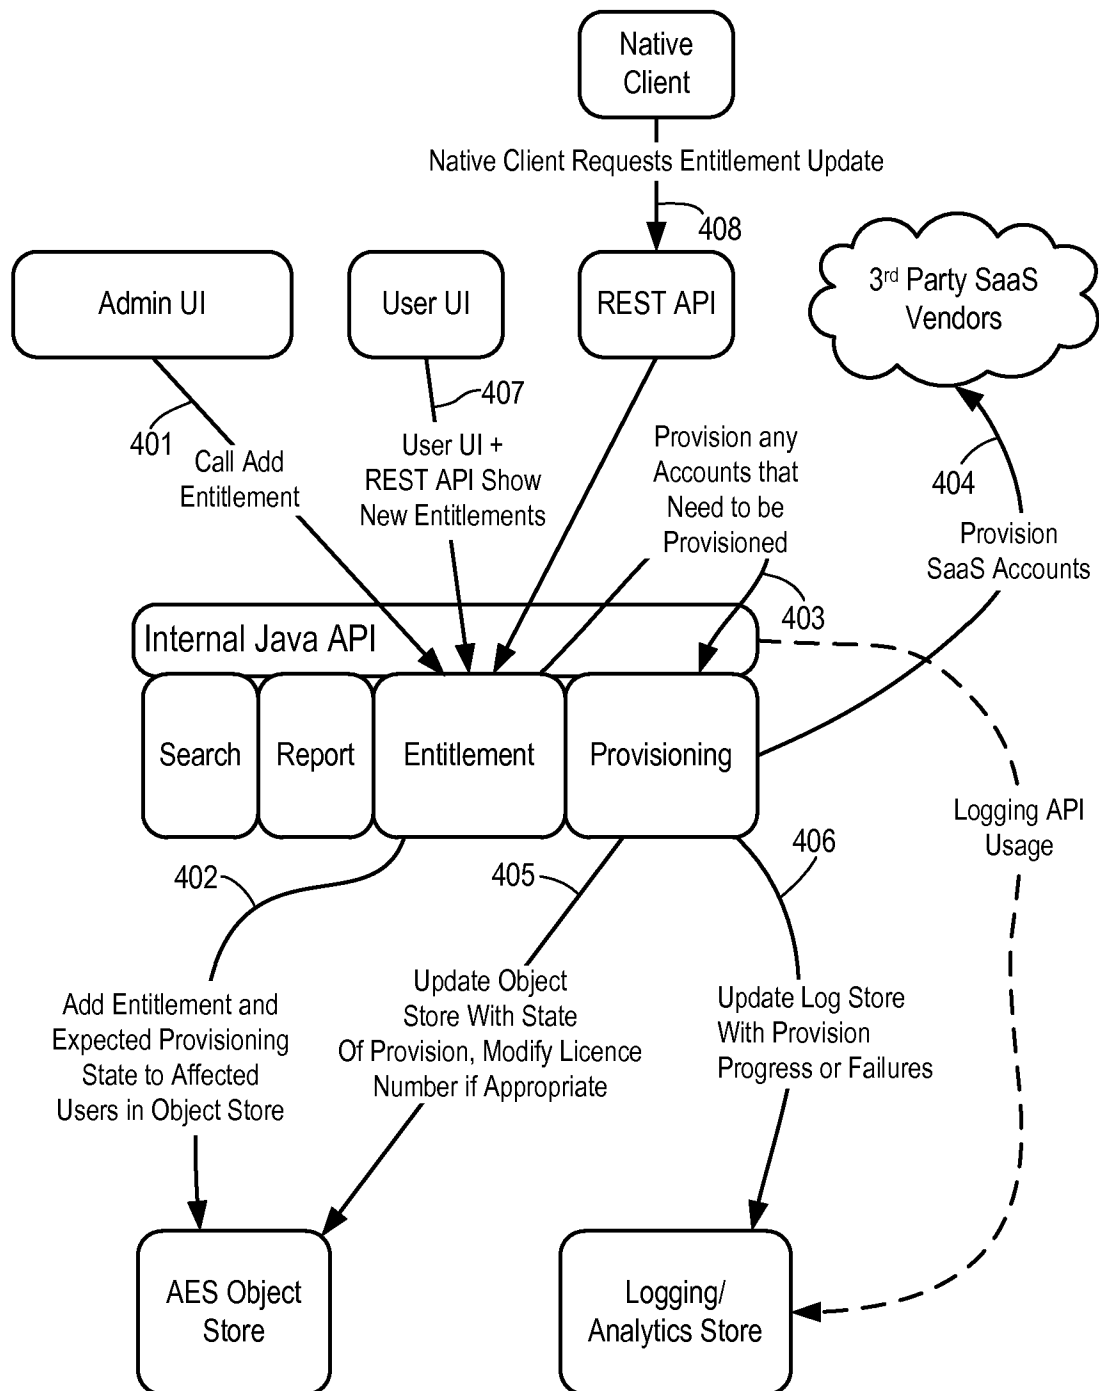 Native
Client
Native Client Requests Entitlement Update
408
Admin UI
User UI
REST API
3rd Party SaaS
Vendors
401
Call Add
Entitlement
407
User UI +
REST API Show
New Entitlements
Provision any
Accounts that
Need to be
Provisioned
403
404
Provision
SaaS Accounts
Internal Java API
Search
Report
Entitlement
Provisioning
Logging API
Usage
402
405
406
Add Entitlement and
Expected Provisioning
State to Affected
Users in Object Store
Update Object
Store With State
Of Provision, Modify Licence
Number if Appropriate
Update Log Store
With Provision
Progress or Failures
AES Object
Store
Logging/
Analytics Store